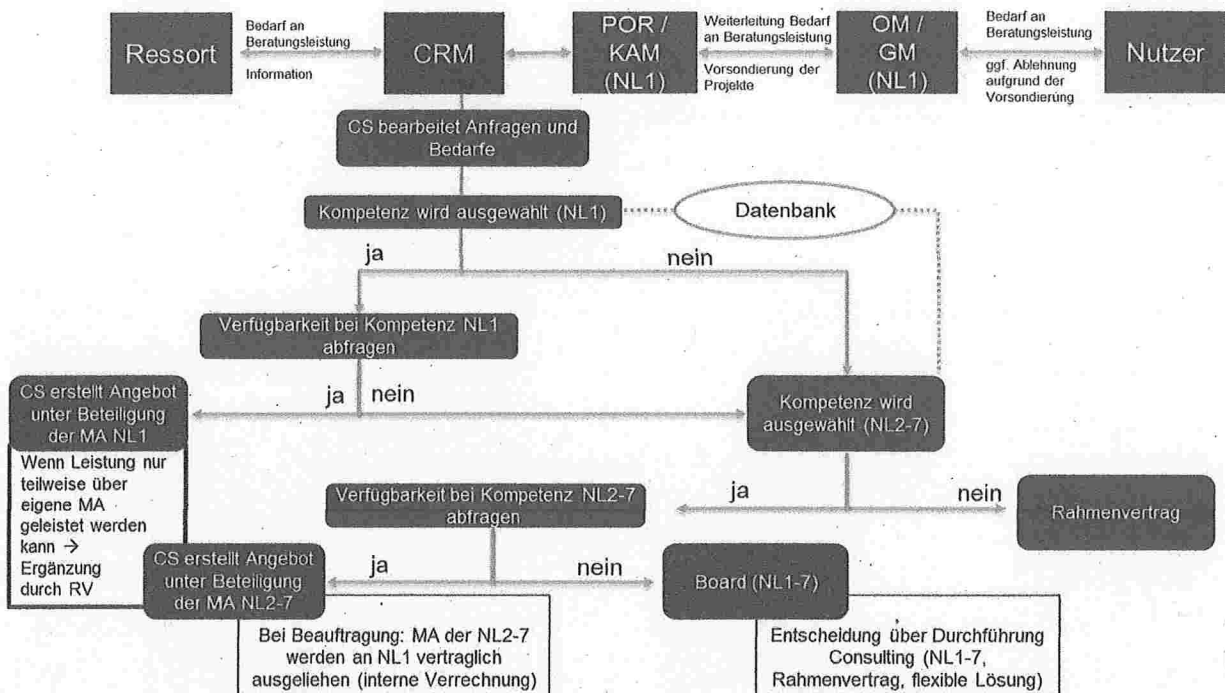 Ressort
Bedarf an
Beratungsleistung
Information
CRM
POR /
KAM
(NL1)
Weiterleitung Bedarf
an Beratungsleistung
Vorsondierung der
Projekte
OM /
GM
(NL1)
Bedarf an
Beratungsleistung
ggf. Ablehnung
aufgrund der
Vorsondierung
Nutzer
CS bearbeitet Anfragen und
Bedarfe
Kompetenz wird ausgewählt (NL1)
Datenbank
ja
nein
Verfügbarkeit bei Kompetenz NL1
abfragen
CS erstellt Angebot
unter Beteiligung
der MA NL1
ja
nein
Kompetenz wird
ausgewählt (NL2-7)
Wenn Leistung nur
teilweise über
eigene MA
geleistet werden
kann →
Ergänzung
durch RV
Verfügbarkeit bei Kompetenz NL2-7
abfragen
ja
nein
Rahmenvertrag
CS erstellt Angebot
unter Beteiligung
der MA NL2-7
ja
nein
Board (NL1-7)
Bei Beauftragung: MA der NL2-7
werden an NL1 vertraglich
ausgeliehen (interne Verrechnung)
Entscheidung über Durchführung
Consulting (NL1-7,
Rahmenvertrag, flexible Lösung)